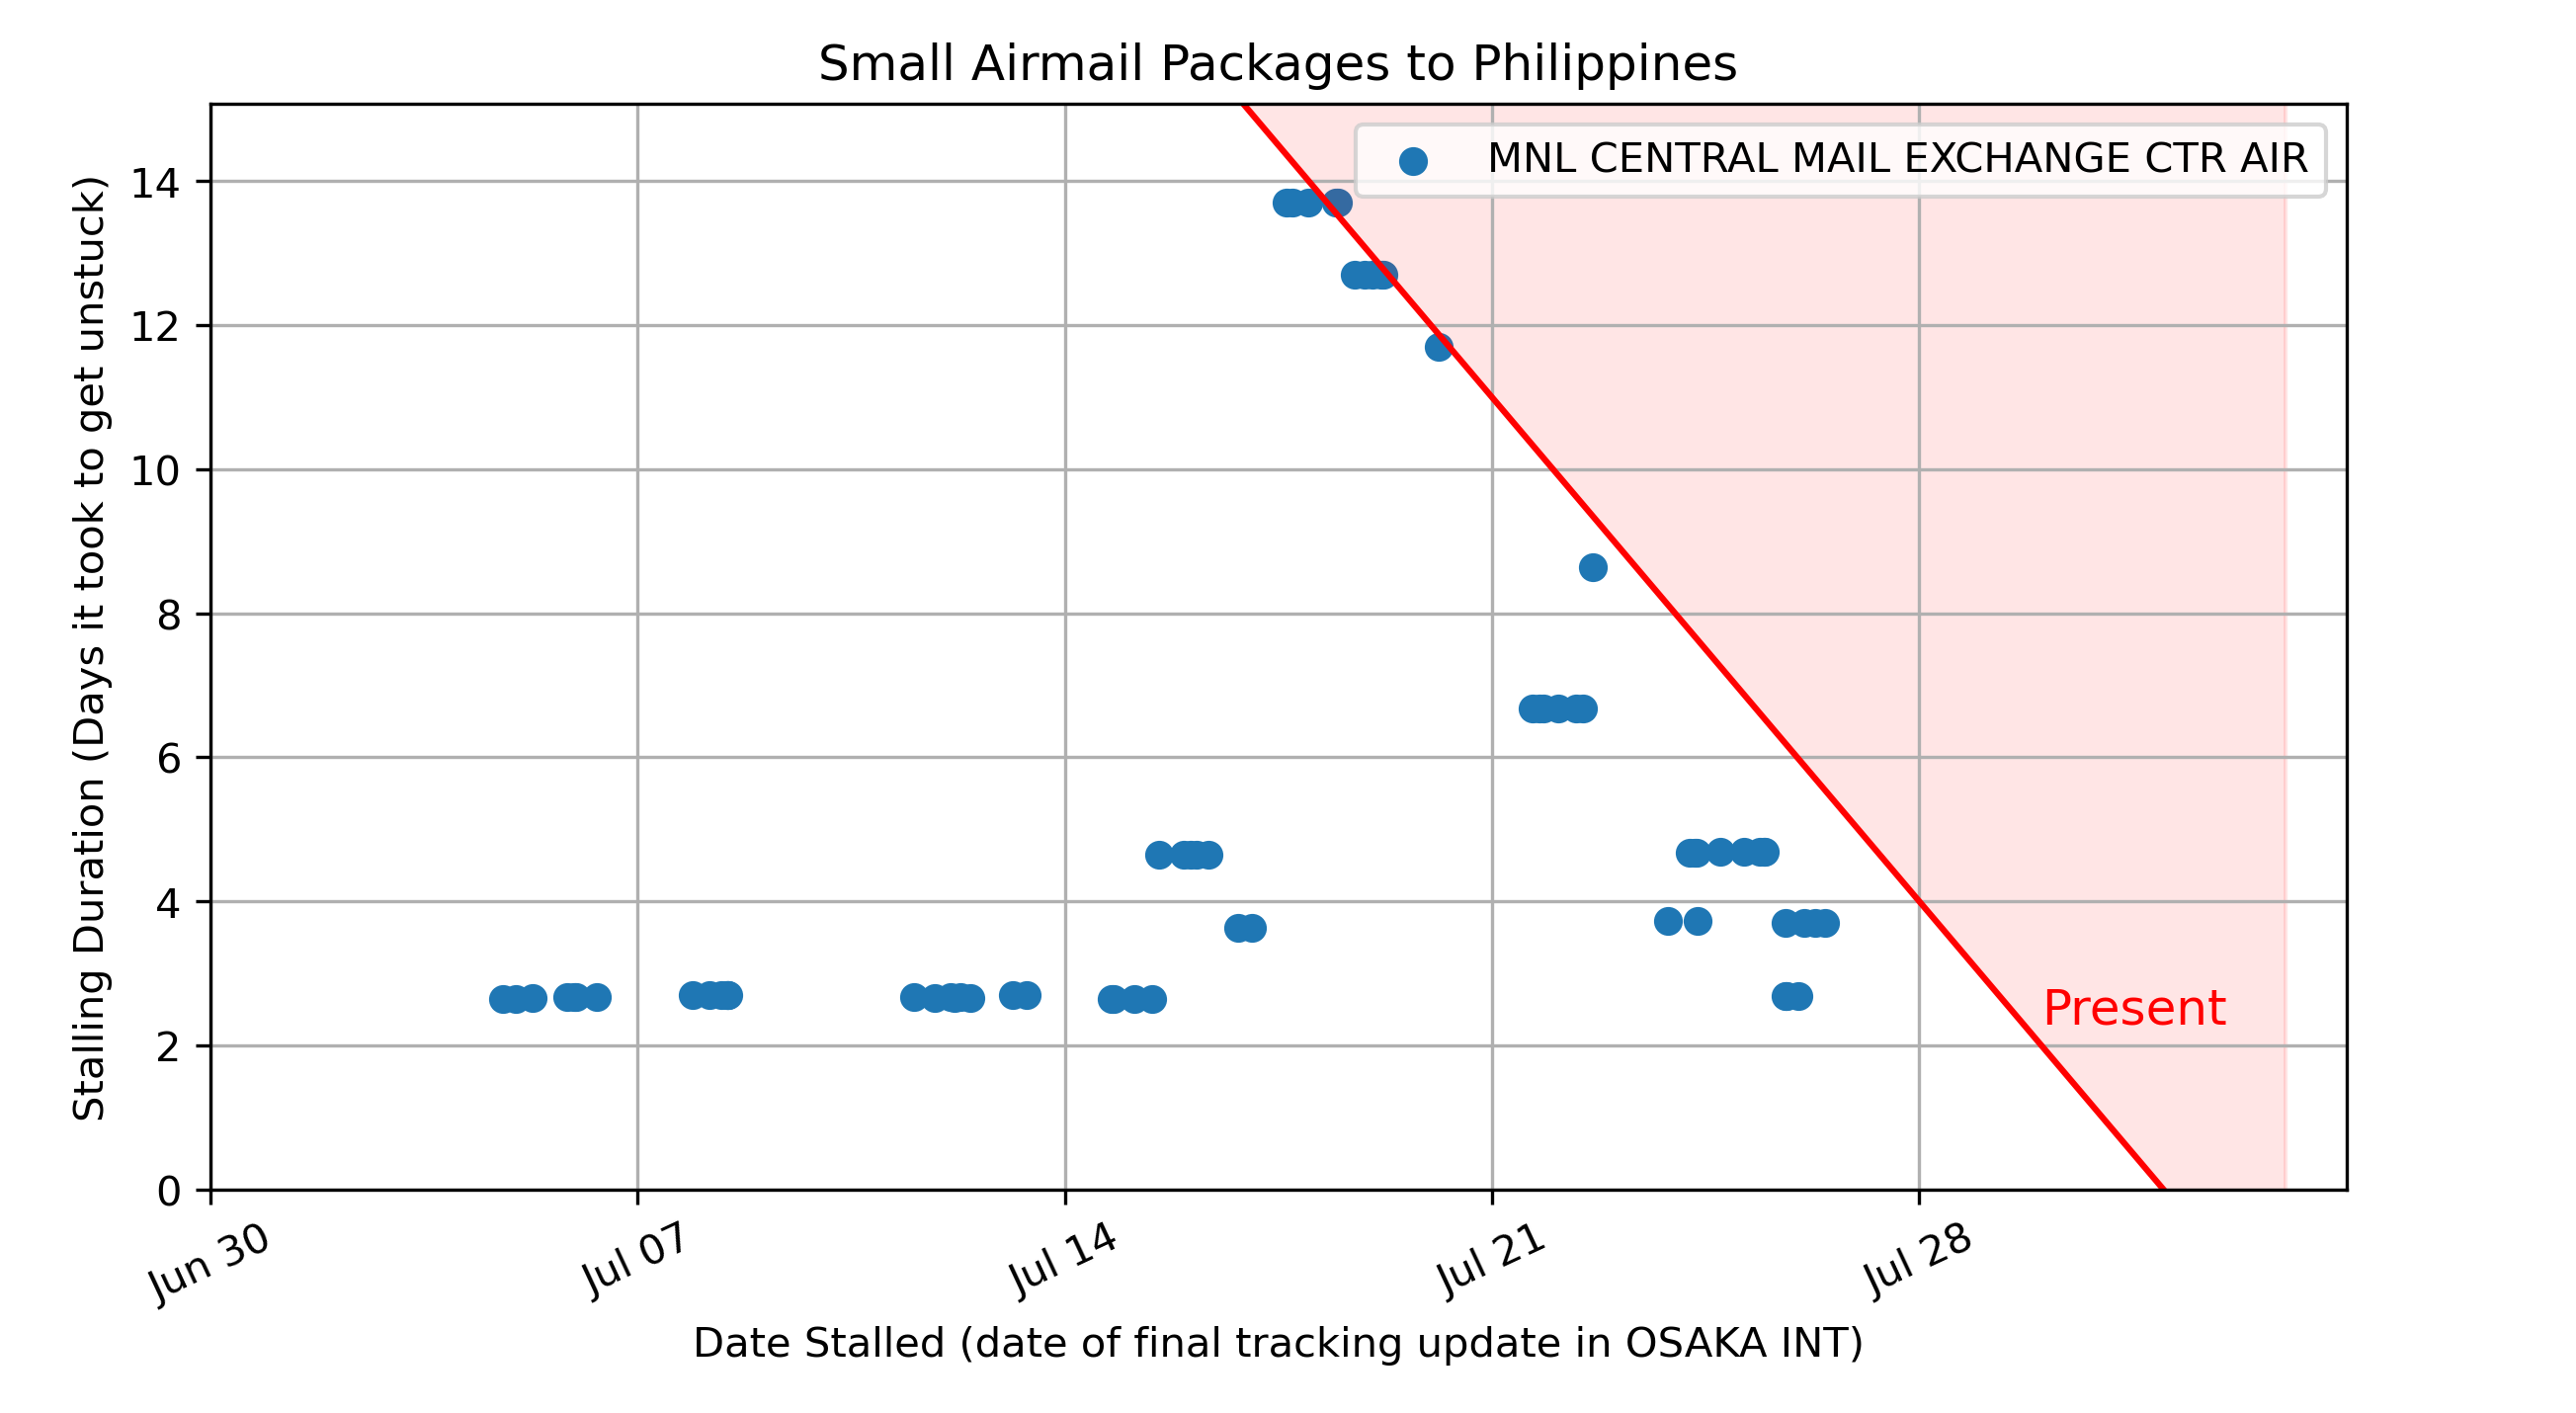 Small Airmail Packages to Philippines
MNL CENTRAL MAIL EXCHANGE CTR AIR
Stalling Duration (Days it took to get unstuck)
14
12
10
8
6
4
2
0
Present
Jun 30
Jul 07
Jul 14
Jul 21
Jul 28
Date Stalled (date of final tracking update in OSAKA INT)